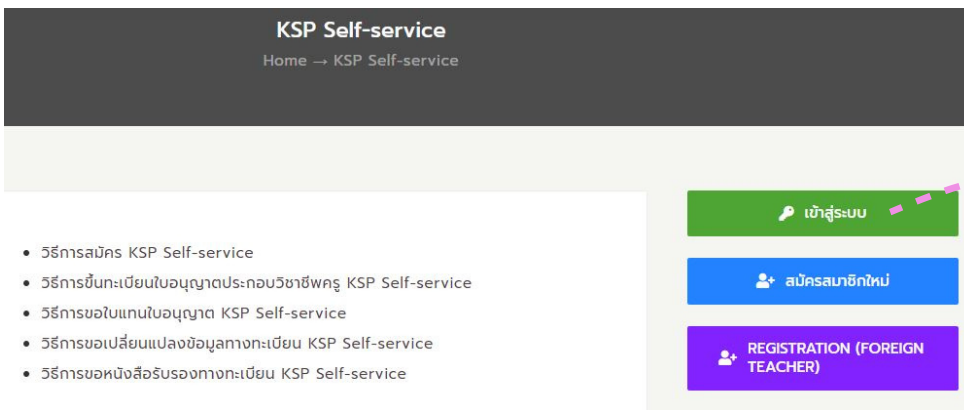 KSP Self-service
Home → KSP Self-service
เข้าสู่ระบบ
สมัครสมาชิกใหม่
REGISTRATION (FOREIGN
TEACHER)
• วิธีการสมัคร KSP Self-service
• วิธีการขึ้นทะเบียนใบอนุญาตประกอบวิชาชีพครู KSP Self-service
• วิธีการขอใบแทนใบอนุญาต KSP Self-service
• วิธีการขอเปลี่ยนแปลงข้อมูลทางทะเบียน KSP Self-service
• วิธีการขอหนังสือรับรองทางทะเบียน KSP Self-service